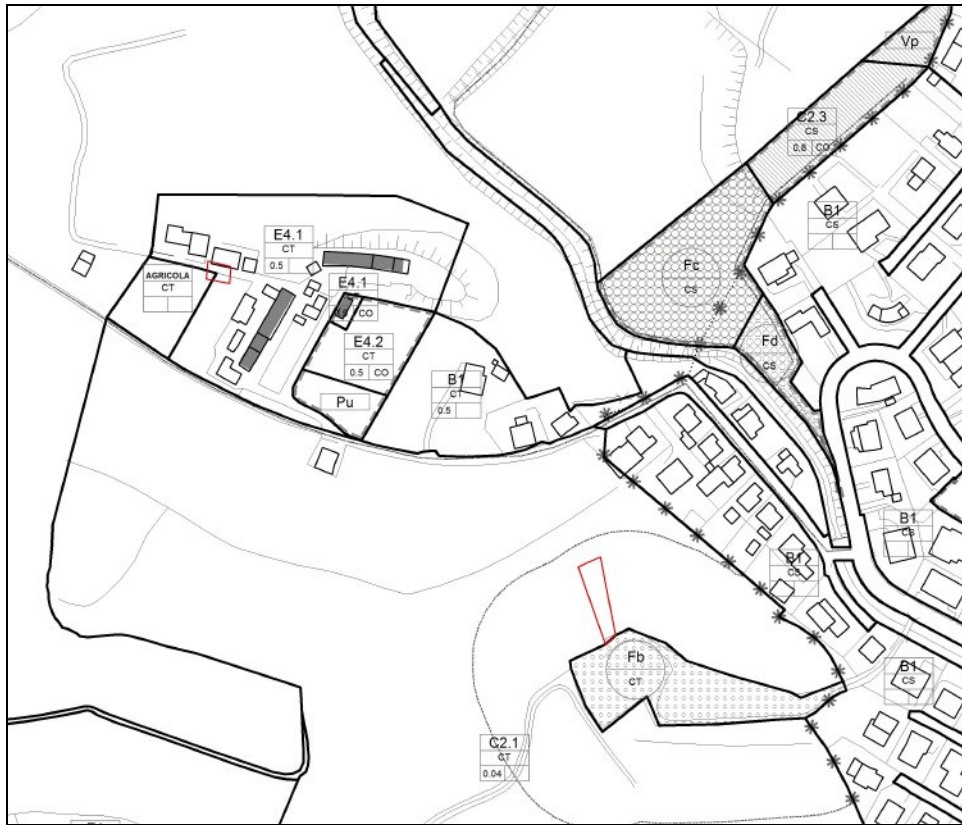 Vp
C2.3
CS
0.8 CO
B1
CS
E4.1
CT
0.5
Fc
CS
AGRICOLA
CT
E4.1
CO
E4.2
CT
0.5 CO
Fd
CS
B1
CT
0.5
Pu
B1
CS
B1
CS
Fb
CT
B1
CS
C2.1
CT
0.04